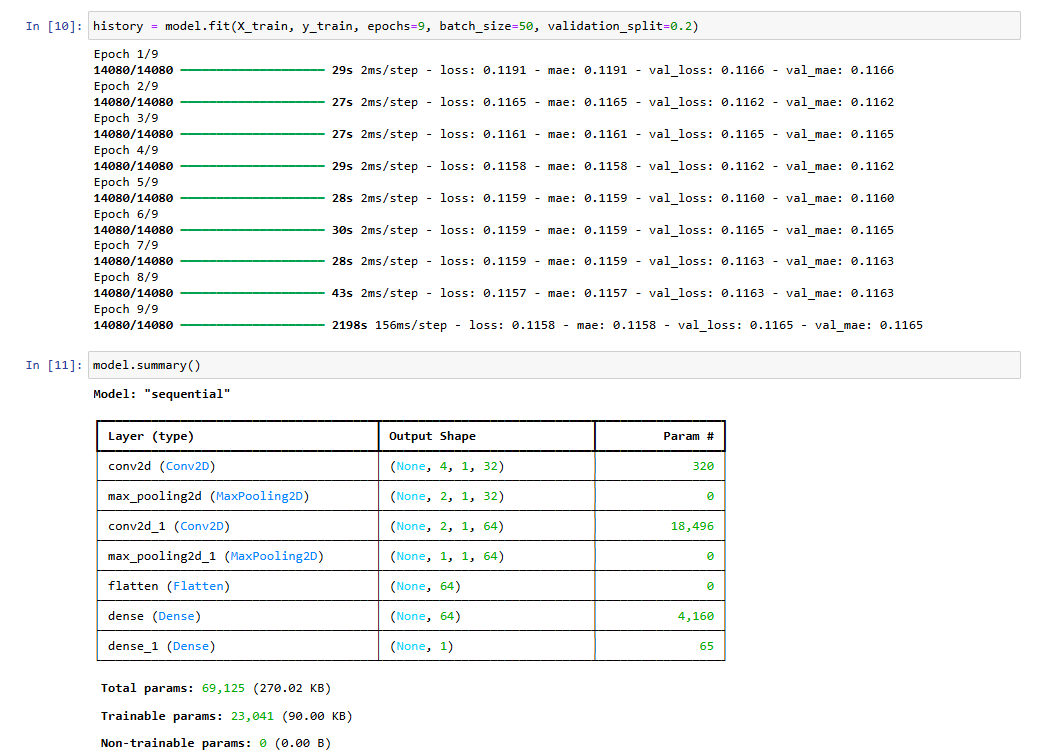 In [10]: history = model.fit(X_train, y_train, epochs=9, batch_size=50, validation_split=0.2)
Epoch 1/9
14080/14080 29s 2ms/step - loss: 0.1191 - mae: 0.1191 - val_loss: 0.1166 - val_mae: 0.1166
Epoch 2/9
14080/14080 27s 2ms/step - loss: 0.1165 - mae: 0.1165 - val_loss: 0.1162 - val_mae: 0.1162
Epoch 3/9
14080/14080 27s 2ms/step - loss: 0.1161 - mae: 0.1161 - val_loss: 0.1165 - val_mae: 0.1165
Epoch 4/9
14080/14080 29s 2ms/step - loss: 0.1158 - mae: 0.1158 - val_loss: 0.1162 - val_mae: 0.1162
Epoch 5/9
14080/14080 28s 2ms/step - loss: 0.1159 - mae: 0.1159 - val_loss: 0.1160 - val_mae: 0.1160
Epoch 6/9
14080/14080 30s 2ms/step - loss: 0.1159 - mae: 0.1159 - val_loss: 0.1165 - val_mae: 0.1165
Epoch 7/9
14080/14080 28s 2ms/step - loss: 0.1159 - mae: 0.1159 - val_loss: 0.1163 - val_mae: 0.1163
Epoch 8/9
14080/14080 43s 2ms/step - loss: 0.1157 - mae: 0.1157 - val_loss: 0.1163 - val_mae: 0.1163
Epoch 9/9
14080/14080 2198s 156ms/step - loss: 0.1158 - mae: 0.1158 - val_loss: 0.1165 - val_mae: 0.1165
In [11]: model.summary()
Model: "sequential"
Layer (type) Output Shape Param #
conv2d (Conv2D) (None, 4, 1, 32) 320
max_pooling2d (MaxPooling2D) (None, 2, 1, 32) 0
conv2d_1 (Conv2D) (None, 2, 1, 64) 18,496
max_pooling2d_1 (MaxPooling2D) (None, 1, 1, 64) 0
flatten (Flatten) (None, 64) 0
dense (Dense) (None, 64) 4,160
dense_1 (Dense) (None, 1) 65
Total params: 69,125 (270.02 KB)
Trainable params: 23,041 (90.00 KB)
Non-trainable params: 0 (0.00 B)